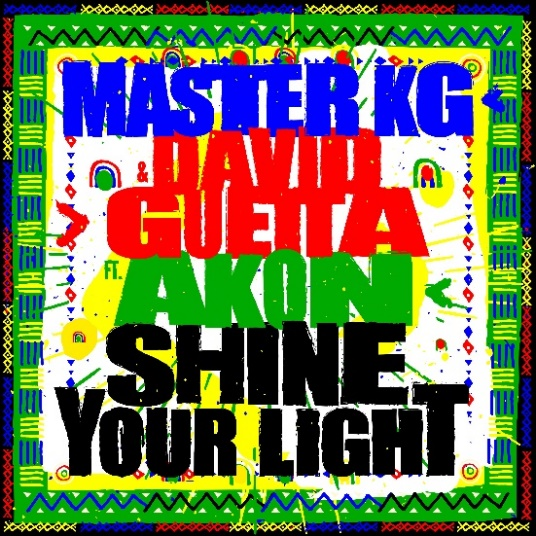 MASTER KG
& DAVID
GUETTA
FT. AKON
SHINE
YOUR LIGHT